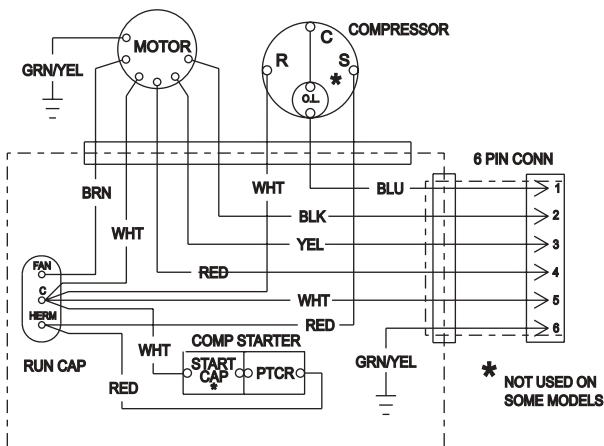 MOTOR
COMPRESSOR
C
R
S
*
O.L.
GRN/YEL
6 PIN CONN
BRN
WHT
BLU
1
WHT
BLK
2
YEL
3
RED
4
WHT
5
RED
6
FAN
C
HERM
RUN CAP
COMP STARTER
WHT
START
CAP
*
PTCR
RED
GRN/YEL
* NOT USED ON
SOME MODELS